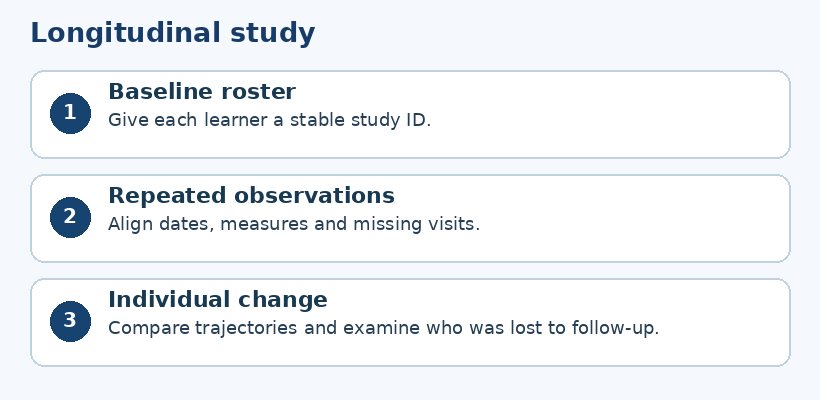 Longitudinal study
1
Baseline roster
Give each learner a stable study ID.
2
Repeated observations
Align dates, measures and missing visits.
3
Individual change
Compare trajectories and examine who was lost to follow-up.